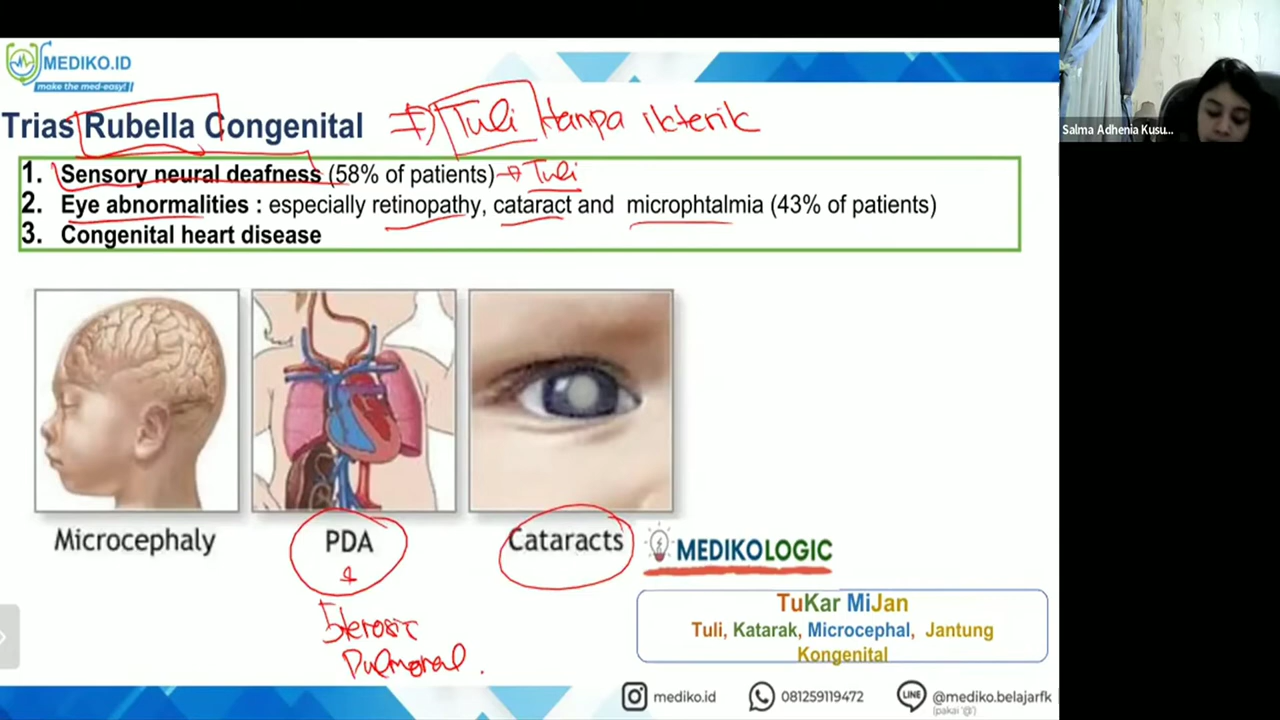 MEDIKO.ID
make the med-easy!
Trias Rubella Congenital => Tuli tanpa ikterik
1. Sensory neural deafness (58% of patients) → Tuli
2. Eye abnormalities : especially retinopathy, cataract and microphtalmia (43% of patients)
3. Congenital heart disease
Microcephaly
PDA
&
Stenosis
Pulmonal.
Cataracts
MEDIKOLOGIC
TuKar MiJan
Tuli, Katarak, Microcephal, Jantung
Kongenital
mediko.id
081259119472
LINE
@mediko.belajarfk
(pakai '@')
Salma Adhenia Kusu...